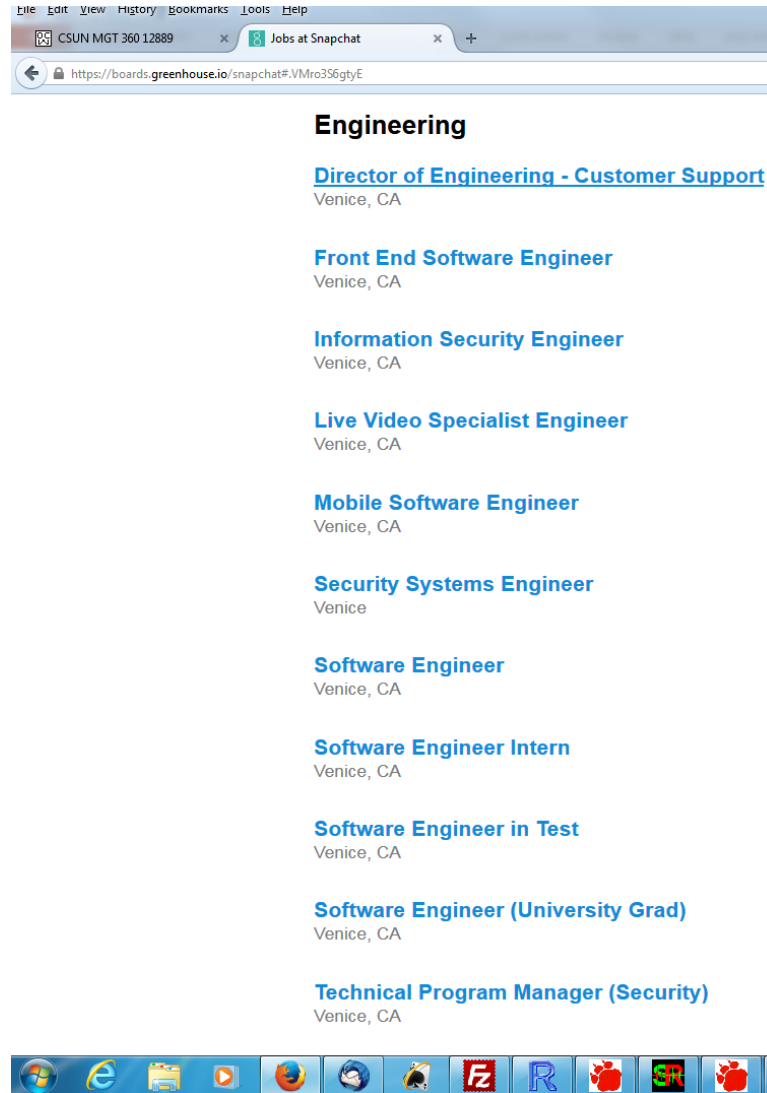 File Edit View History Bookmarks Tools Help
CSUN MGT 360 12889 × Jobs at Snapchat × +
https://boards.greenhouse.io/snapchat#.VMro3S6gtyE
Engineering
Director of Engineering - Customer Support
Venice, CA
Front End Software Engineer
Venice, CA
Information Security Engineer
Venice, CA
Live Video Specialist Engineer
Venice, CA
Mobile Software Engineer
Venice, CA
Security Systems Engineer
Venice
Software Engineer
Venice, CA
Software Engineer Intern
Venice, CA
Software Engineer in Test
Venice, CA
Software Engineer (University Grad)
Venice, CA
Technical Program Manager (Security)
Venice, CA
Fz R SR